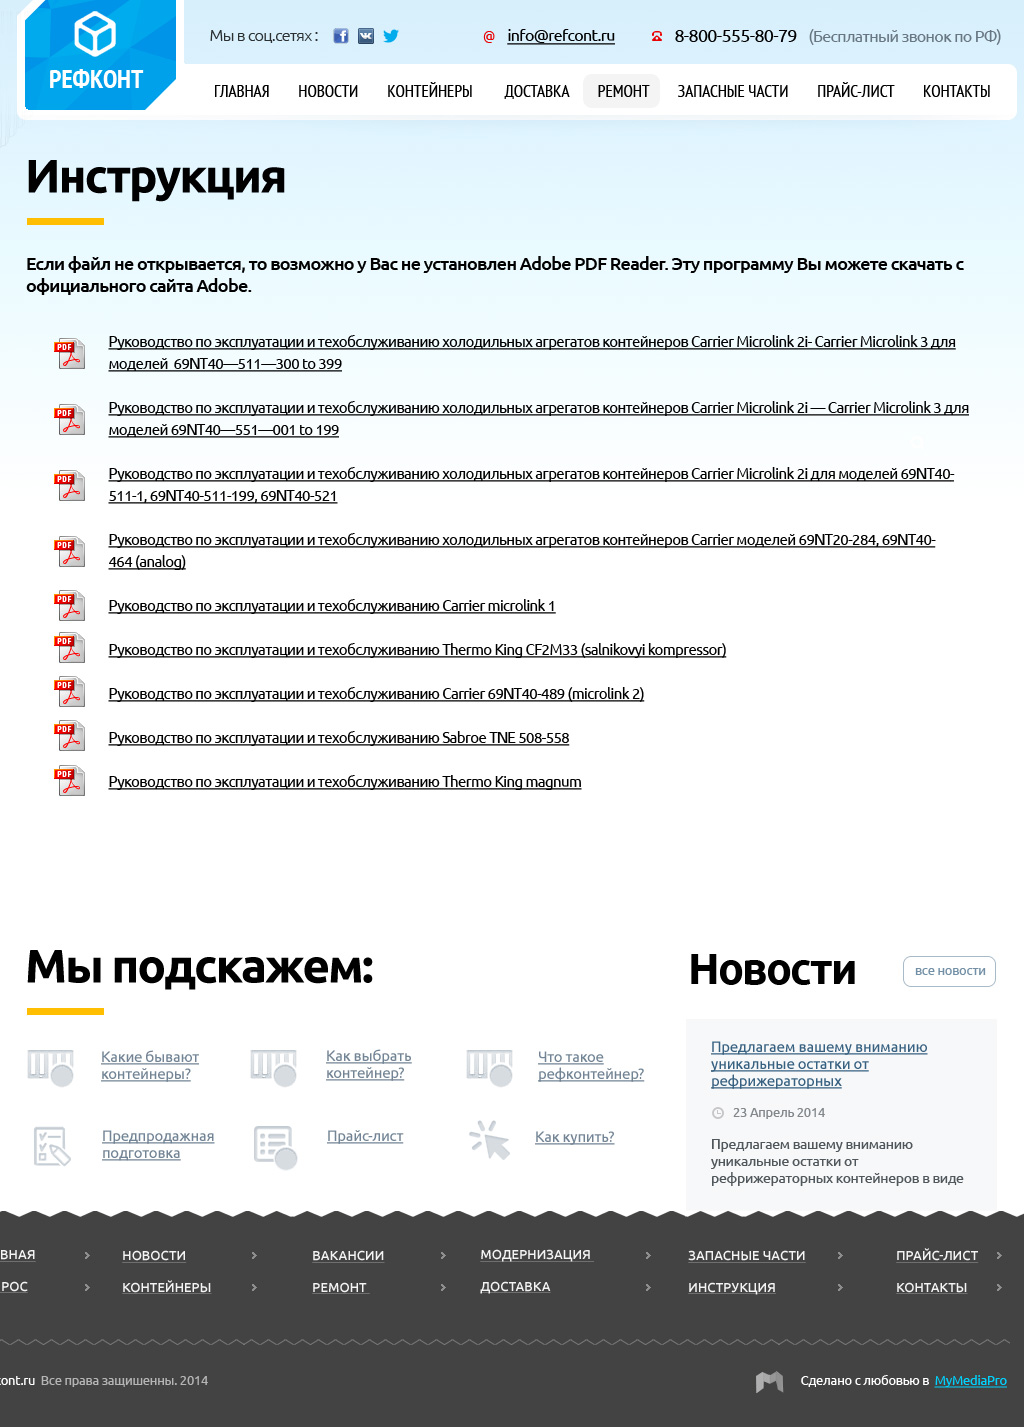 Мы в соц.сетях :
info@refcont.ru
8-800-555-80-79 (Бесплатный звонок по РФ)
РЕФКОНТ
ГЛАВНАЯ НОВОСТИ КОНТЕЙНЕРЫ ДОСТАВКА РЕМОНТ ЗАПАСНЫЕ ЧАСТИ ПРАЙС-ЛИСТ КОНТАКТЫ
Инструкция
Если файл не открывается, то возможно у Вас не установлен Adobe PDF Reader. Эту программу Вы можете скачать с
официального сайта Adobe.
Руководство по эксплуатации и техобслуживанию холодильных агрегатов контейнеров Carrier Microlink 2i- Carrier Microlink 3 для
моделей 69NT40—511—300 to 399
Руководство по эксплуатации и техобслуживанию холодильных агрегатов контейнеров Carrier Microlink 2i — Carrier Microlink 3 для
моделей 69NT40—551—001 to 199
Руководство по эксплуатации и техобслуживанию холодильных агрегатов контейнеров Carrier Microlink 2i для моделей 69NT40-
511-1, 69NT40-511-199, 69NT40-521
Руководство по эксплуатации и техобслуживанию холодильных агрегатов контейнеров Carrier моделей 69NT20-284, 69NT40-
464 (analog)
Руководство по эксплуатации и техобслуживанию Carrier microlink 1
Руководство по эксплуатации и техобслуживанию Thermo King CF2M33 (salnikovyi kompressor)
Руководство по эксплуатации и техобслуживанию Carrier 69NT40-489 (microlink 2)
Руководство по эксплуатации и техобслуживанию Sabroe TNE 508-558
Руководство по эксплуатации и техобслуживанию Thermo King magnum
Мы подскажем:
Какие бывают
контейнеры?
Как выбрать
контейнер?
Что такое
рефконтейнер?
Предпродажная
подготовка
Прайс-лист
Как купить?
Новости
все новости
Предлагаем вашему вниманию
уникальные остатки от
рефрижераторных
23 Апрель 2014
Предлагаем вашему вниманию
уникальные остатки от
рефрижераторных контейнеров в виде
ВНАЯ НОВОСТИ ВАКАНСИИ МОДЕРНИЗАЦИЯ ЗАПАСНЫЕ ЧАСТИ ПРАЙС-ЛИСТ
РОС КОНТЕЙНЕРЫ РЕМОНТ ДОСТАВКА ИНСТРУКЦИЯ КОНТАКТЫ
cont.ru Все права защишенны. 2014
Сделано с любовью в MyMediaPro